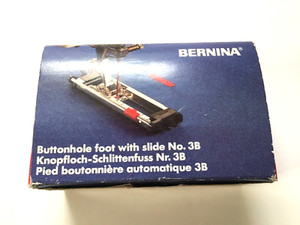 BERNINA®
Buttonhole foot with slide No. 3B
Knopfloch-Schlittenfuss Nr. 3B
Pied boutonnière automatique 3B